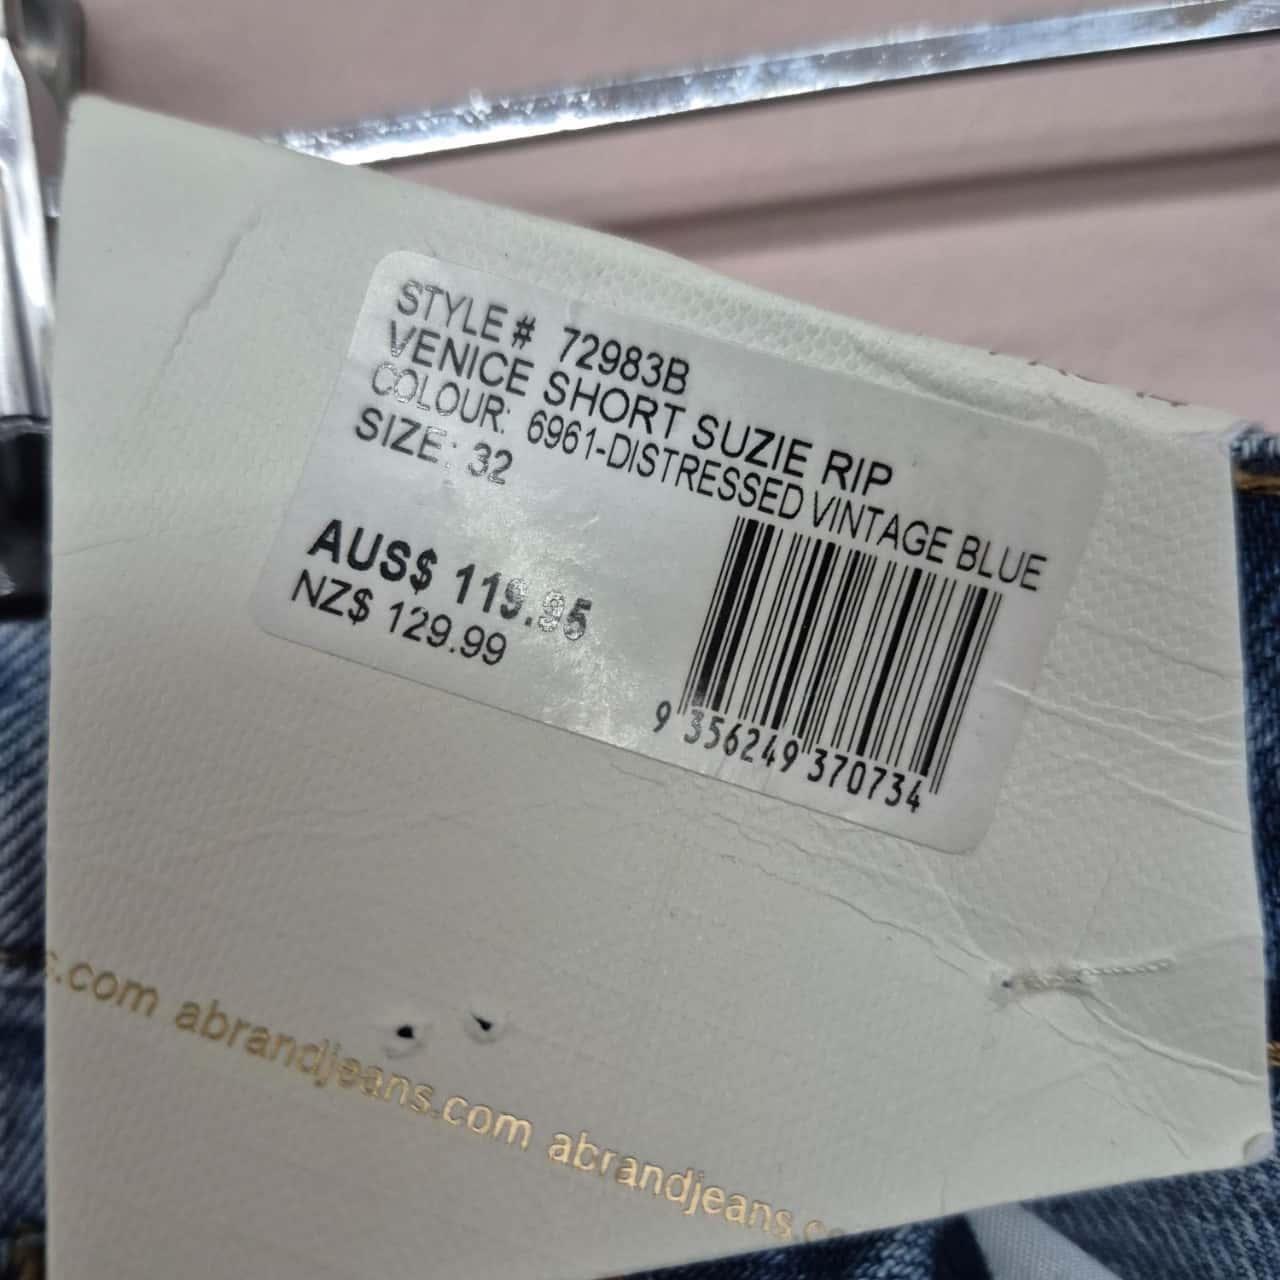 STYLE # 72983B
VENICE SHORT SUZIE RIP
COLOUR: 6961-DISTRESSED VINTAGE BLUE
SIZE: 32
AUS$ 119.95
NZ$ 129.99
9 356249 370734
.com abrandjeans.com abrandjeans.co